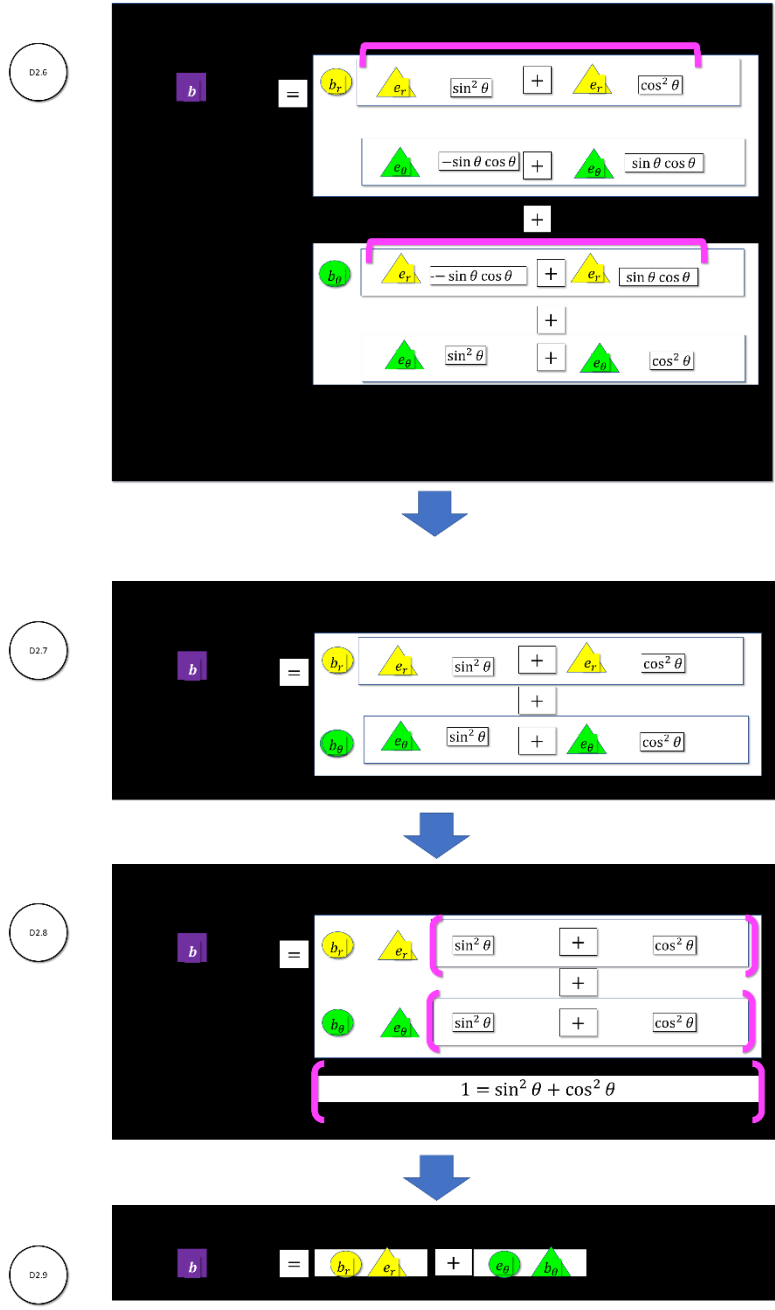 D2.6
b = b_r e_r sin² θ + e_r cos² θ
e_θ −sin θ cos θ + e_θ sin θ cos θ
+
b_θ e_r -− sin θ cos θ + e_r sin θ cos θ
+
e_θ sin² θ + e_θ cos² θ
D2.7
b = b_r e_r sin² θ + e_r cos² θ
+
b_θ e_θ sin² θ + e_θ cos² θ
D2.8
b = b_r e_r ( sin² θ + cos² θ )
+
b_θ e_θ ( sin² θ + cos² θ )
( 1 = sin² θ + cos² θ )
D2.9
b = b_r e_r + e_θ b_θ